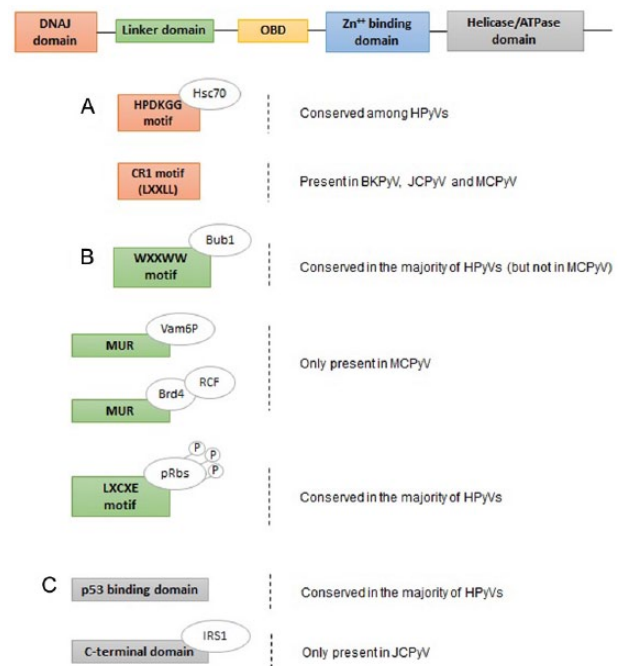 DNAJ domain
Linker domain
OBD
Zn⁺⁺ binding domain
Helicase/ATPase domain
A
HPDKGG motif
Hsc70
Conserved among HPyVs
CR1 motif (LXXLL)
Present in BKPyV, JCPyV and MCPyV
B
WXXWW motif
Bub1
Conserved in the majority of HPyVs (but not in MCPyV)
MUR
Vam6P
Only present in MCPyV
MUR
Brd4
RCF
LXCXE motif
pRbs
P
P
P
Conserved in the majority of HPyVs
C
p53 binding domain
Conserved in the majority of HPyVs
C-terminal domain
IRS1
Only present in JCPyV